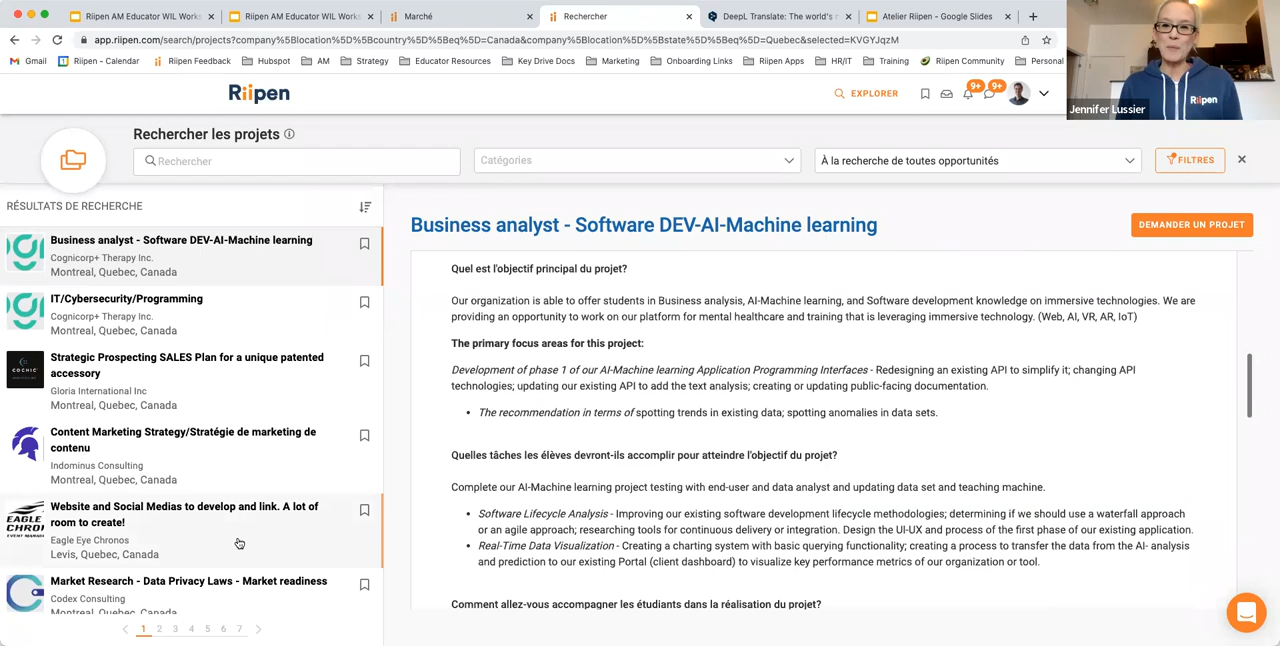 Riipen AM Educator WIL Works
Riipen AM Educator WIL Works
Marché
Rechercher
DeepL Translate: The world's r
Atelier Riipen - Google Slides
app.riipen.com/search/projects?company%5Blocation%5D%5Bcountry%5D%5Beq%5D=Canada&company%5Blocation%5D%5Bstate%5D%5Beq%5D=Quebec&selected=KVGYJqzM
Gmail
Riipen - Calendar
Riipen Feedback
Hubspot
AM
Strategy
Educator Resources
Key Drive Docs
Marketing
Onboarding Links
Riipen Apps
HR/IT
Training
Riipen Community
Personal
Riipen
EXPLORER
9+
9+
Riipen
Jennifer Lussier
Rechercher les projets
Rechercher
Catégories
À la recherche de toutes opportunités
FILTRES
RÉSULTATS DE RECHERCHE
Business analyst - Software DEV-AI-Machine learning
Cognicorp+ Therapy Inc.
Montreal, Quebec, Canada
IT/Cybersecurity/Programming
Cognicorp+ Therapy Inc.
Montreal, Quebec, Canada
COCHIC
Strategic Prospecting SALES Plan for a unique patented
accessory
Gloria International Inc
Montreal, Quebec, Canada
Content Marketing Strategy/Stratégie de marketing de
contenu
Indominus Consulting
Montreal, Quebec, Canada
EAGLE
CHRO
EVENT MANAG
Website and Social Medias to develop and link. A lot of
room to create!
Eagle Eye Chronos
Levis, Quebec, Canada
Market Research - Data Privacy Laws - Market readiness
Codex Consulting
Montreal, Quebec, Canada
1 2 3 4 5 6 7
Business analyst - Software DEV-AI-Machine learning
DEMANDER UN PROJET
Quel est l'objectif principal du projet?
Our organization is able to offer students in Business analysis, AI-Machine learning, and Software development knowledge on immersive technologies. We are
providing an opportunity to work on our platform for mental healthcare and training that is leveraging immersive technology. (Web, AI, VR, AR, IoT)
The primary focus areas for this project:
Development of phase 1 of our AI-Machine learning Application Programming Interfaces - Redesigning an existing API to simplify it; changing API
technologies; updating our existing API to add the text analysis; creating or updating public-facing documentation.
• The recommendation in terms of spotting trends in existing data; spotting anomalies in data sets.
Quelles tâches les élèves devront-ils accomplir pour atteindre l'objectif du projet?
Complete our AI-Machine learning project testing with end-user and data analyst and updating data set and teaching machine.
• Software Lifecycle Analysis - Improving our existing software development lifecycle methodologies; determining if we should use a waterfall approach
or an agile approach; researching tools for continuous delivery or integration. Design the UI-UX and process of the first phase of our existing application.
• Real-Time Data Visualization - Creating a charting system with basic querying functionality; creating a process to transfer the data from the AI- analysis
and prediction to our existing Portal (client dashboard) to visualize key performance metrics of our organization or tool.
Comment allez-vous accompagner les étudiants dans la réalisation du projet?